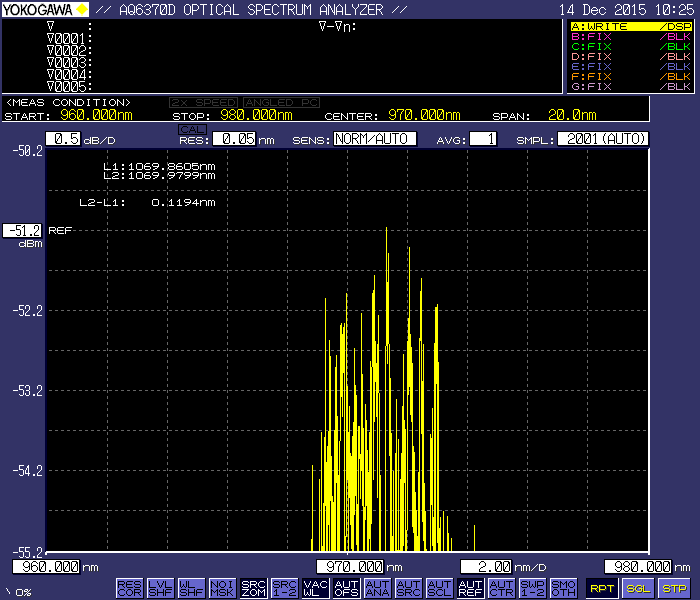 YOKOGAWA // AQ6370D OPTICAL SPECTRUM ANALYZER // 14 Dec 2015 10:25
▽ : ▽-▽n:
▽0001:
▽0002:
▽0003:
▽0004:
▽0005:
A:WRITE /DSP
B:FIX /BLK
C:FIX /BLK
D:FIX /BLK
E:FIX /BLK
F:FIX /BLK
G:FIX /BLK
<MEAS CONDITION> 2X SPEED ANGLED PC
START: 960.000nm STOP: 980.000nm CENTER: 970.000nm SPAN: 20.0nm
CAL
0.5 dB/D RES: 0.05 nm SENS: NORM/AUTO AVG: 1 SMPL: 2001(AUTO)
-50.2
L1:1069.8605nm
L2:1069.9799nm
L2-L1: 0.1194nm
-51.2 REF
dBm
-52.2
-53.2
-54.2
-55.2
960.000 nm 970.000 nm 2.00 nm/D 980.000 nm
\ 0%
RES COR LVL SHF WL SHF NOI MSK SRC ZOM SRC 1-2 VAC WL AUT OFS AUT ANA AUT SRC AUT SCL AUT REF AUT CTR SWP 1-2 SMO OTH RPT SGL STP